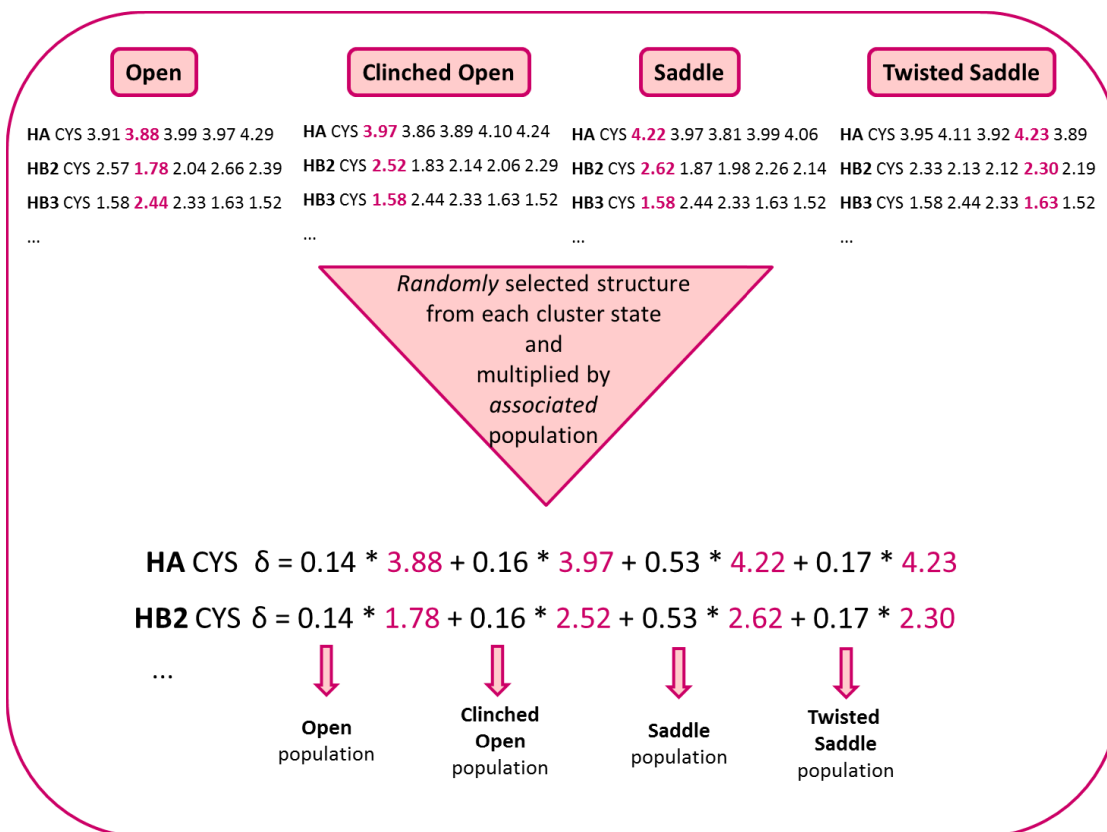 Open
HA CYS 3.91 3.88 3.99 3.97 4.29
HB2 CYS 2.57 1.78 2.04 2.66 2.39
HB3 CYS 1.58 2.44 2.33 1.63 1.52
...
Clinched Open
HA CYS 3.97 3.86 3.89 4.10 4.24
HB2 CYS 2.52 1.83 2.14 2.06 2.29
HB3 CYS 1.58 2.44 2.33 1.63 1.52
...
Saddle
HA CYS 4.22 3.97 3.81 3.99 4.06
HB2 CYS 2.62 1.87 1.98 2.26 2.14
HB3 CYS 1.58 2.44 2.33 1.63 1.52
...
Twisted Saddle
HA CYS 3.95 4.11 3.92 4.23 3.89
HB2 CYS 2.33 2.13 2.12 2.30 2.19
HB3 CYS 1.58 2.44 2.33 1.63 1.52
...
Randomly selected structure
from each cluster state
and
multiplied by
associated
population
HA CYS δ = 0.14 * 3.88 + 0.16 * 3.97 + 0.53 * 4.22 + 0.17 * 4.23
HB2 CYS δ = 0.14 * 1.78 + 0.16 * 2.52 + 0.53 * 2.62 + 0.17 * 2.30
...
Open
population
Clinched
Open
population
Saddle
population
Twisted
Saddle
population